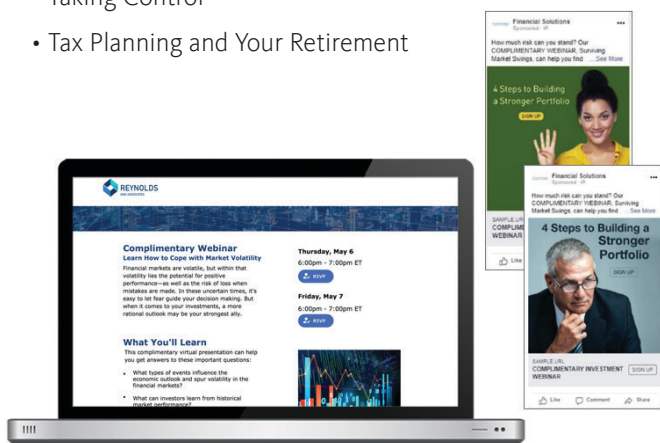 Taking Control
• Tax Planning and Your Retirement
Financial Solutions
Sponsored
How much risk can you stand? Our
COMPLIMENTARY WEBINAR, Surviving
Market Swings, can help you find ...See More
4 Steps to Building
a Stronger Portfolio
SIGN UP
SAMPLE URL
COMPLIM
WEBINAR
Like
Financial Solutions
Sponsored
How much risk can you stand? Our
COMPLIMENTARY WEBINAR, Surviving
Market Swings, can help you find ...See More
4 Steps to Building a
Stronger
Portfolio
SIGN UP
SAMPLE URL
COMPLIMENTARY INVESTMENT
WEBINAR
SIGN UP
Like Comment Share
REYNOLDS
AND ASSOCIATES
Complimentary Webinar
Learn How to Cope with Market Volatility
Financial markets are volatile, but within that
volatility lies the potential for positive
performance—as well as the risk of loss when
mistakes are made. In these uncertain times, it's
easy to let fear guide your decision making. But
when it comes to your investments, a more
rational outlook may be your strongest ally.
What You'll Learn
This complimentary virtual presentation can help
you get answers to these important questions:
• What types of events influence the
economic outlook and spur volatility in the
financial markets?
• What can investors learn from historical
market performance?
Thursday, May 6
6:00pm - 7:00pm ET
RSVP
Friday, May 7
6:00pm - 7:00pm ET
RSVP